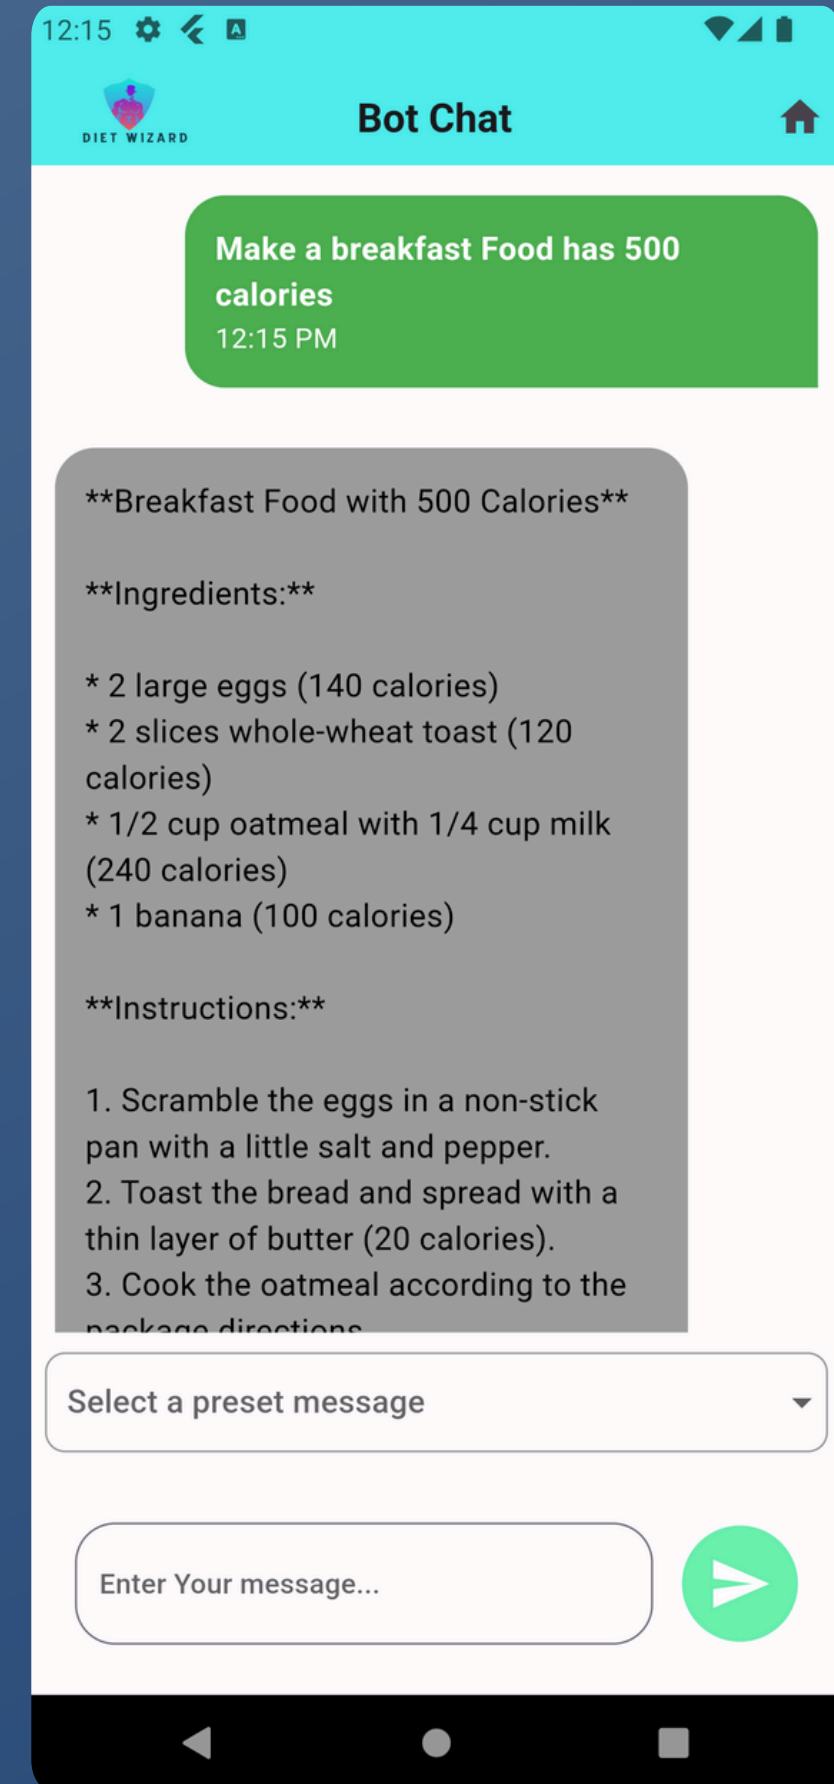 12:15
A
DIET WIZARD
Bot Chat
Make a breakfast Food has 500
calories
12:15 PM
**Breakfast Food with 500 Calories**
**Ingredients:**
* 2 large eggs (140 calories)
* 2 slices whole-wheat toast (120
calories)
* 1/2 cup oatmeal with 1/4 cup milk
(240 calories)
* 1 banana (100 calories)
**Instructions:**
1. Scramble the eggs in a non-stick
pan with a little salt and pepper.
2. Toast the bread and spread with a
thin layer of butter (20 calories).
3. Cook the oatmeal according to the
package directions
Select a preset message
Enter Your message...